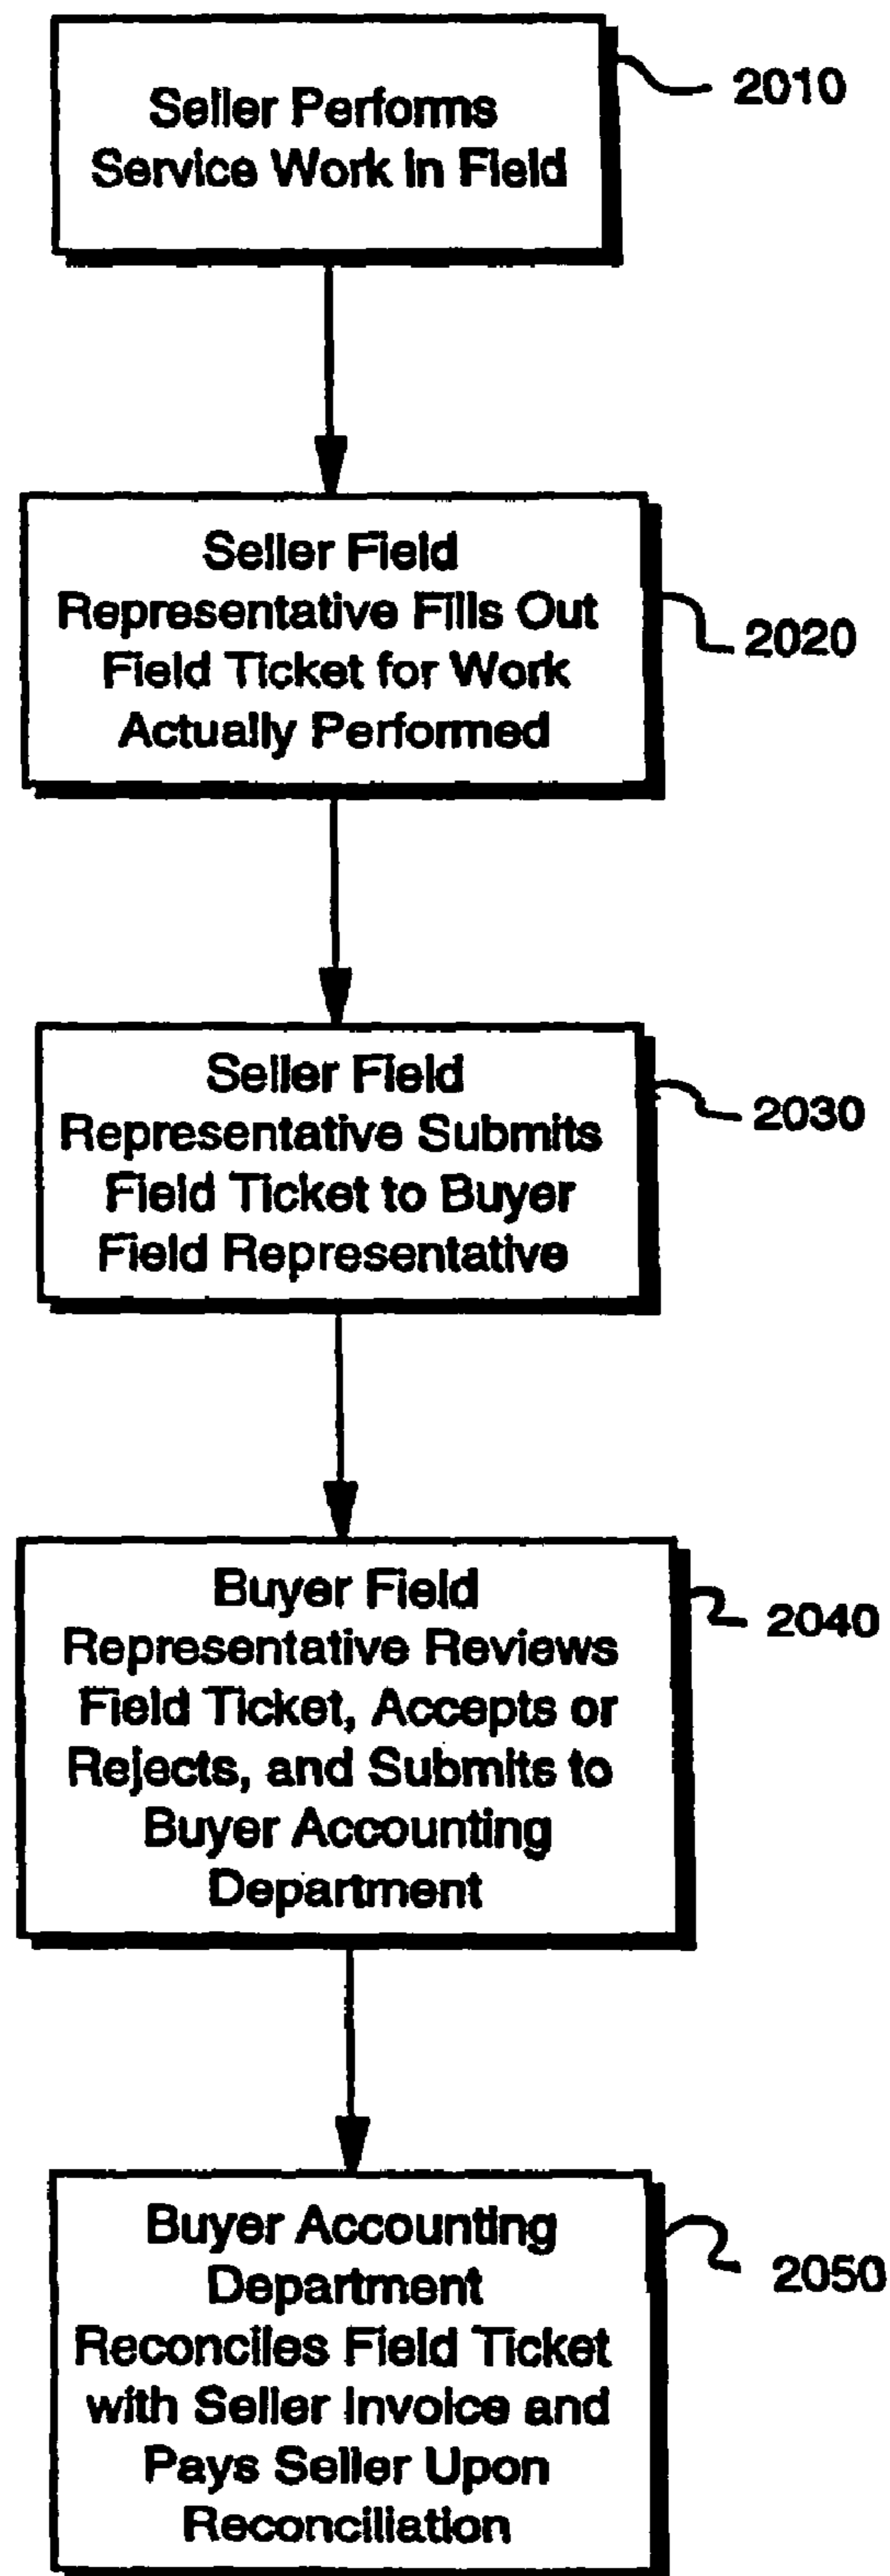 Seller Performs
Service Work in Field
2010
Seller Field
Representative Fills Out
Field Ticket for Work
Actually Performed
2020
Seller Field
Representative Submits
Field Ticket to Buyer
Field Representative
2030
Buyer Field
Representative Reviews
Field Ticket, Accepts or
Rejects, and Submits to
Buyer Accounting
Department
2040
Buyer Accounting
Department
Reconciles Field Ticket
with Seller Invoice and
Pays Seller Upon
Reconciliation
2050